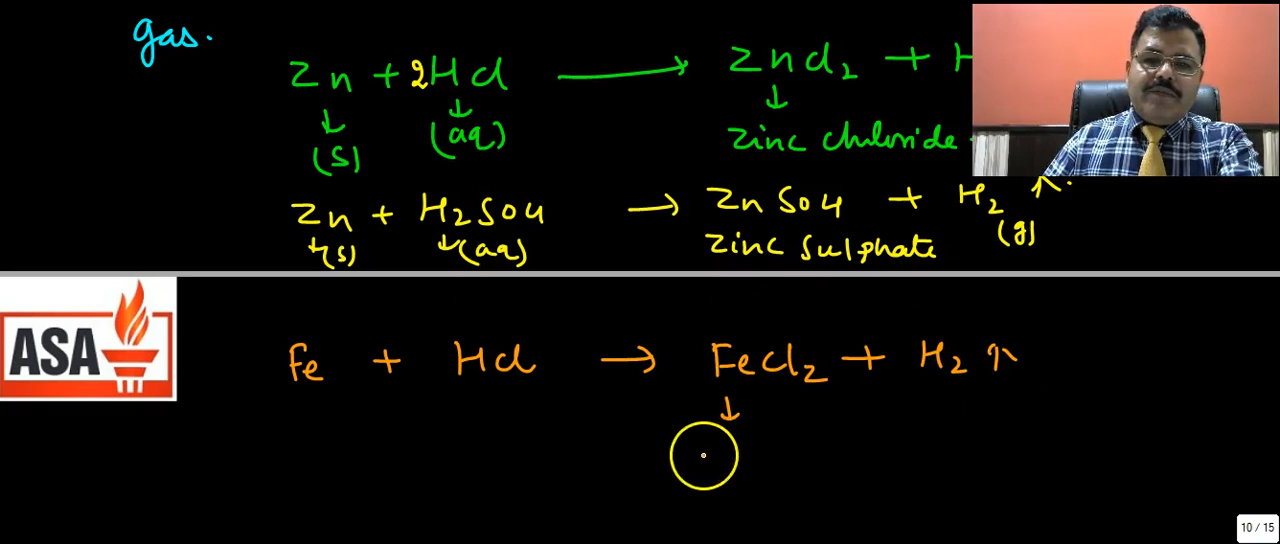 gas.
Zn + 2HCl → ZnCl₂ + H
↓ (s) ↓ (aq) ↓ Zinc chloride
Zn + H₂SO₄ → ZnSO₄ + H₂ ↑.
↓(s) ↓(aq) Zinc Sulphate (g)
ASA
Fe + HCl → FeCl₂ + H₂ ↑
↓
10 / 15